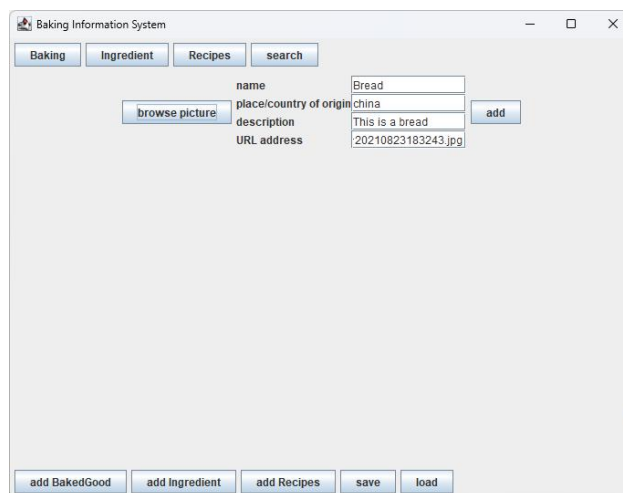 Baking Information System
Baking Ingredient Recipes search
name Bread
place/country of origin china
browse picture add
description This is a bread
URL address 20210823183243.jpg
add BakedGood add Ingredient add Recipes save load